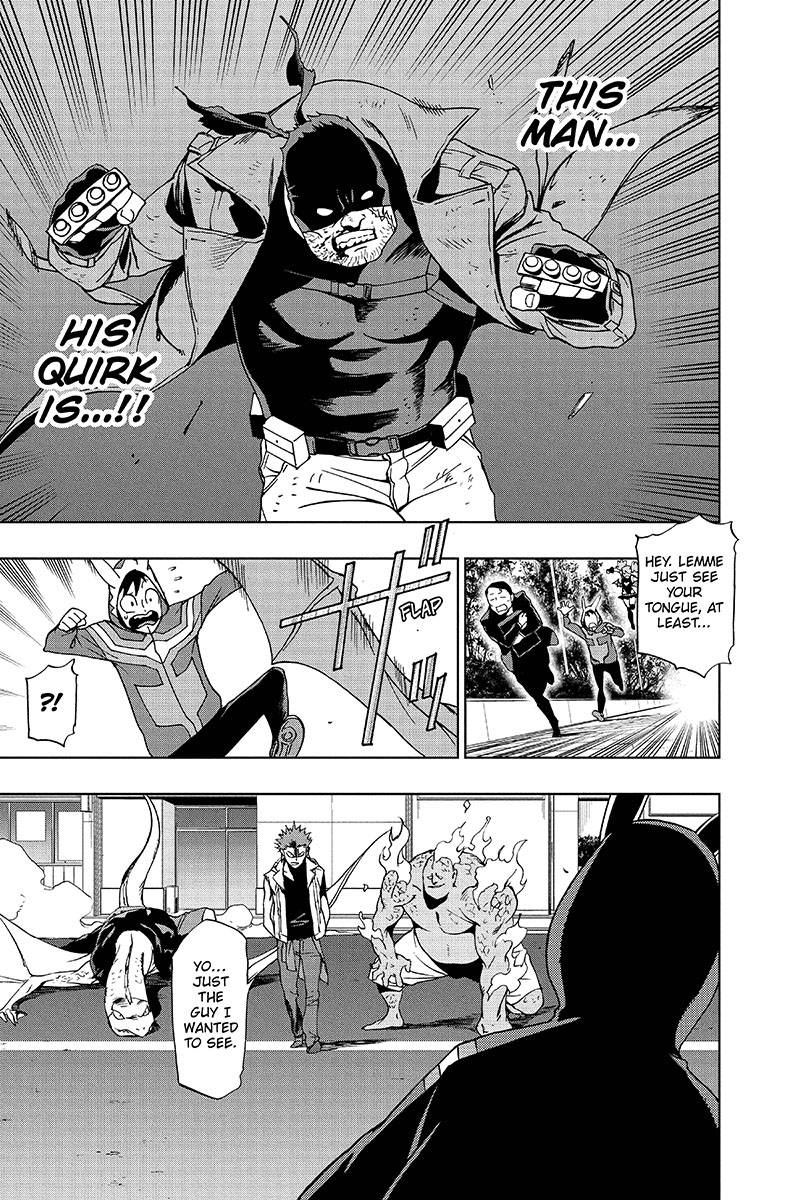 THIS
MAN...
HIS
QUIRK
IS...!!
HEY. LEMME
JUST SEE
YOUR
TONGUE, AT
LEAST...
FLAP
FLAP
?!
YO...
JUST
THE
GUY I
WANTED
TO SEE.